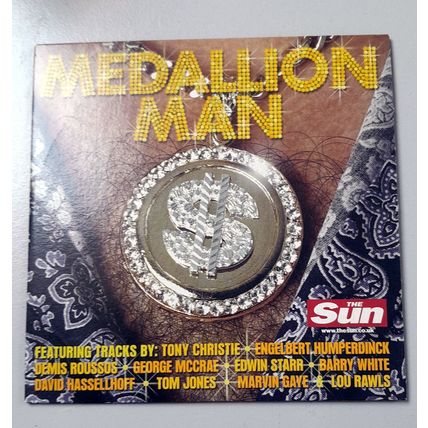 MEDALLION
MAN
$
THE
Sun
www.thesun.co.uk
FEATURING TRACKS BY: TONY CHRISTIE • ENGELBERT HUMPERDINCK
DEMIS ROUSSOS • GEORGE MCCRAE • EDWIN STARR • BARRY WHITE
DAVID HASSELLHOFF • TOM JONES • MARVIN GAYE & LOU RAWLS